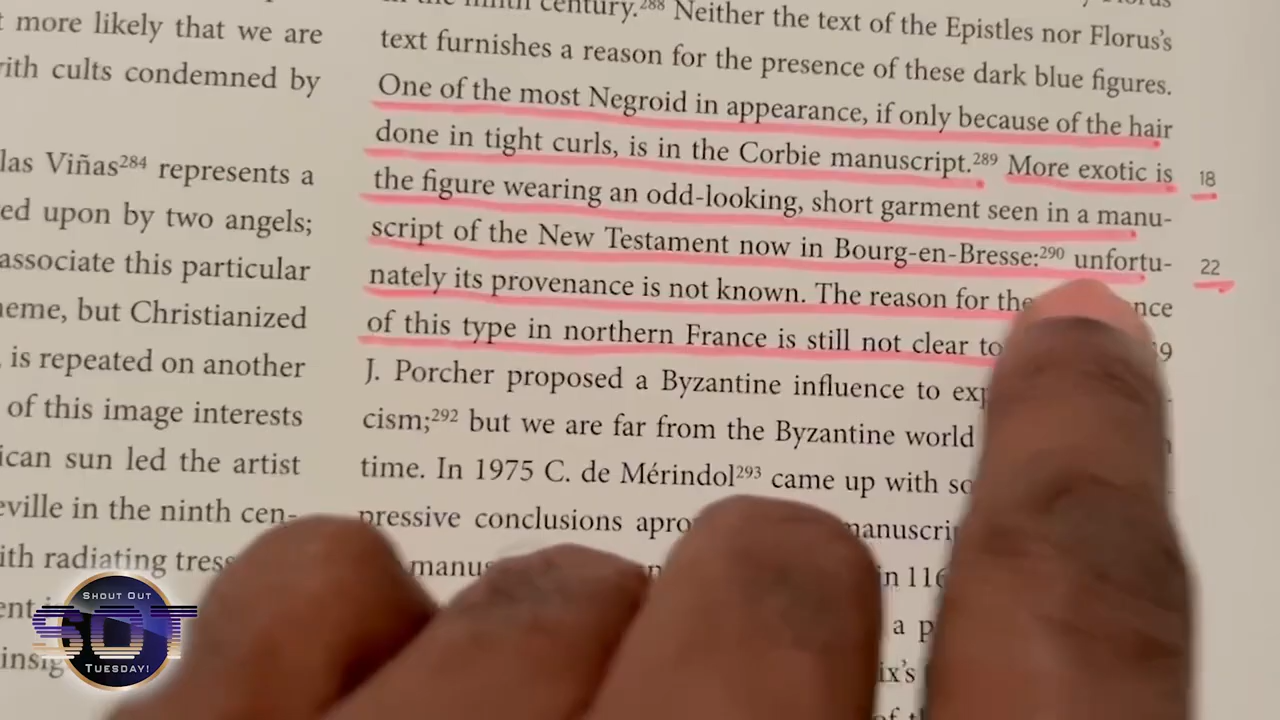 t more likely that we are
with cults condemned by
las Viñas284 represents a
ed upon by two angels;
associate this particular
heme, but Christianized
is repeated on another
of this image interests
ican sun led the artist
eville in the ninth cen-
ith radiating
century.288 Neither the text of the Epistles nor Florus's
text furnishes a reason for the presence of these dark blue figures.
One of the most Negroid in appearance, if only because of the hair
done in tight curls, is in the Corbie manuscript.289 More exotic is
18
the figure wearing an odd-looking, short garment seen in a manu-
script of the New Testament now in Bourg-en-Bresse:290 unfortu-
22
nately its provenance is not known. The reason for the
of this type in northern France is still not clear to
J. Porcher proposed a Byzantine influence to
cism;292 but we are far from the Byzantine world
time. In 1975 C. de Mérindol293 came up with
pressive conclusions
in
a
SHOUT OUT
SOT
TUESDAY!